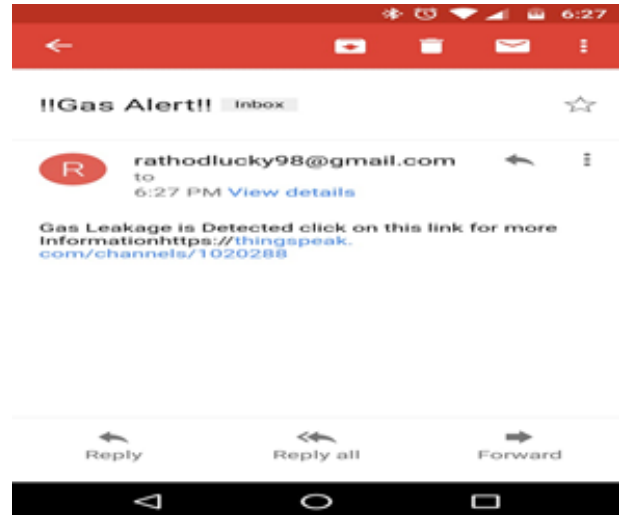 6:27
!!Gas Alert!! Inbox
R
rathodlucky98@gmail.com
to
6:27 PM View details
Gas Leakage is Detected click on this link for more
Informationhttps://thingspeak.
com/channels/1020288
Reply
Reply all
Forward